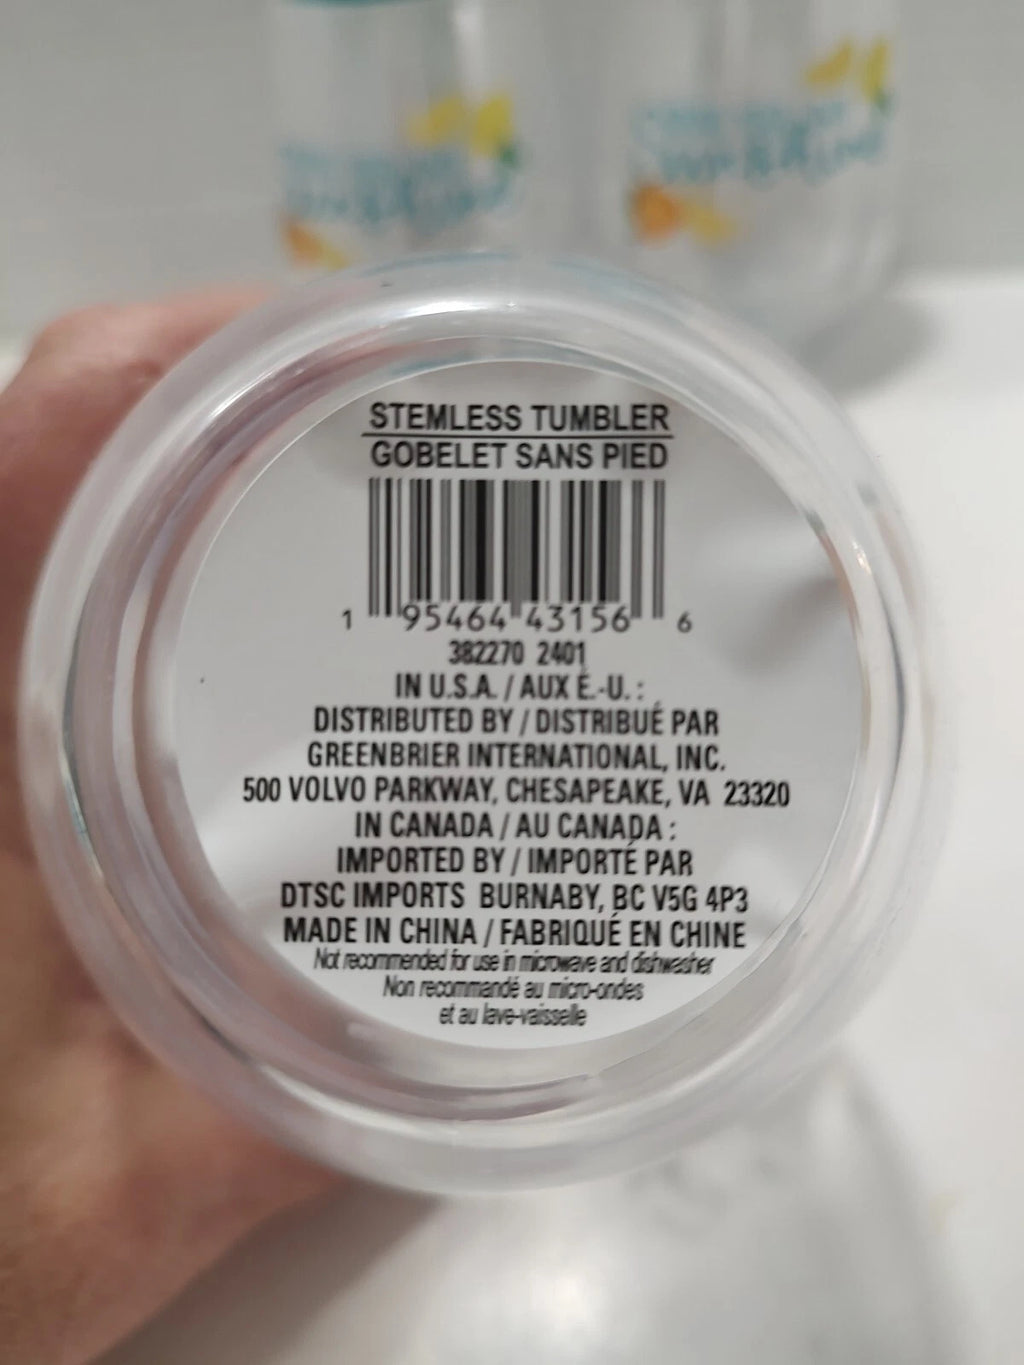 sunshine
STEMLESS TUMBLER
GOBELET SANS PIED
1 95464 43156 6
382270 2401
IN U.S.A. / AUX É.-U. :
DISTRIBUTED BY / DISTRIBUÉ PAR
GREENBRIER INTERNATIONAL, INC.
500 VOLVO PARKWAY, CHESAPEAKE, VA 23320
IN CANADA / AU CANADA :
IMPORTED BY / IMPORTÉ PAR
DTSC IMPORTS BURNABY, BC V5G 4P3
MADE IN CHINA / FABRIQUÉ EN CHINE
Not recommended for use in microwave and dishwasher
Non recommandé au micro-ondes
et au lave-vaisselle